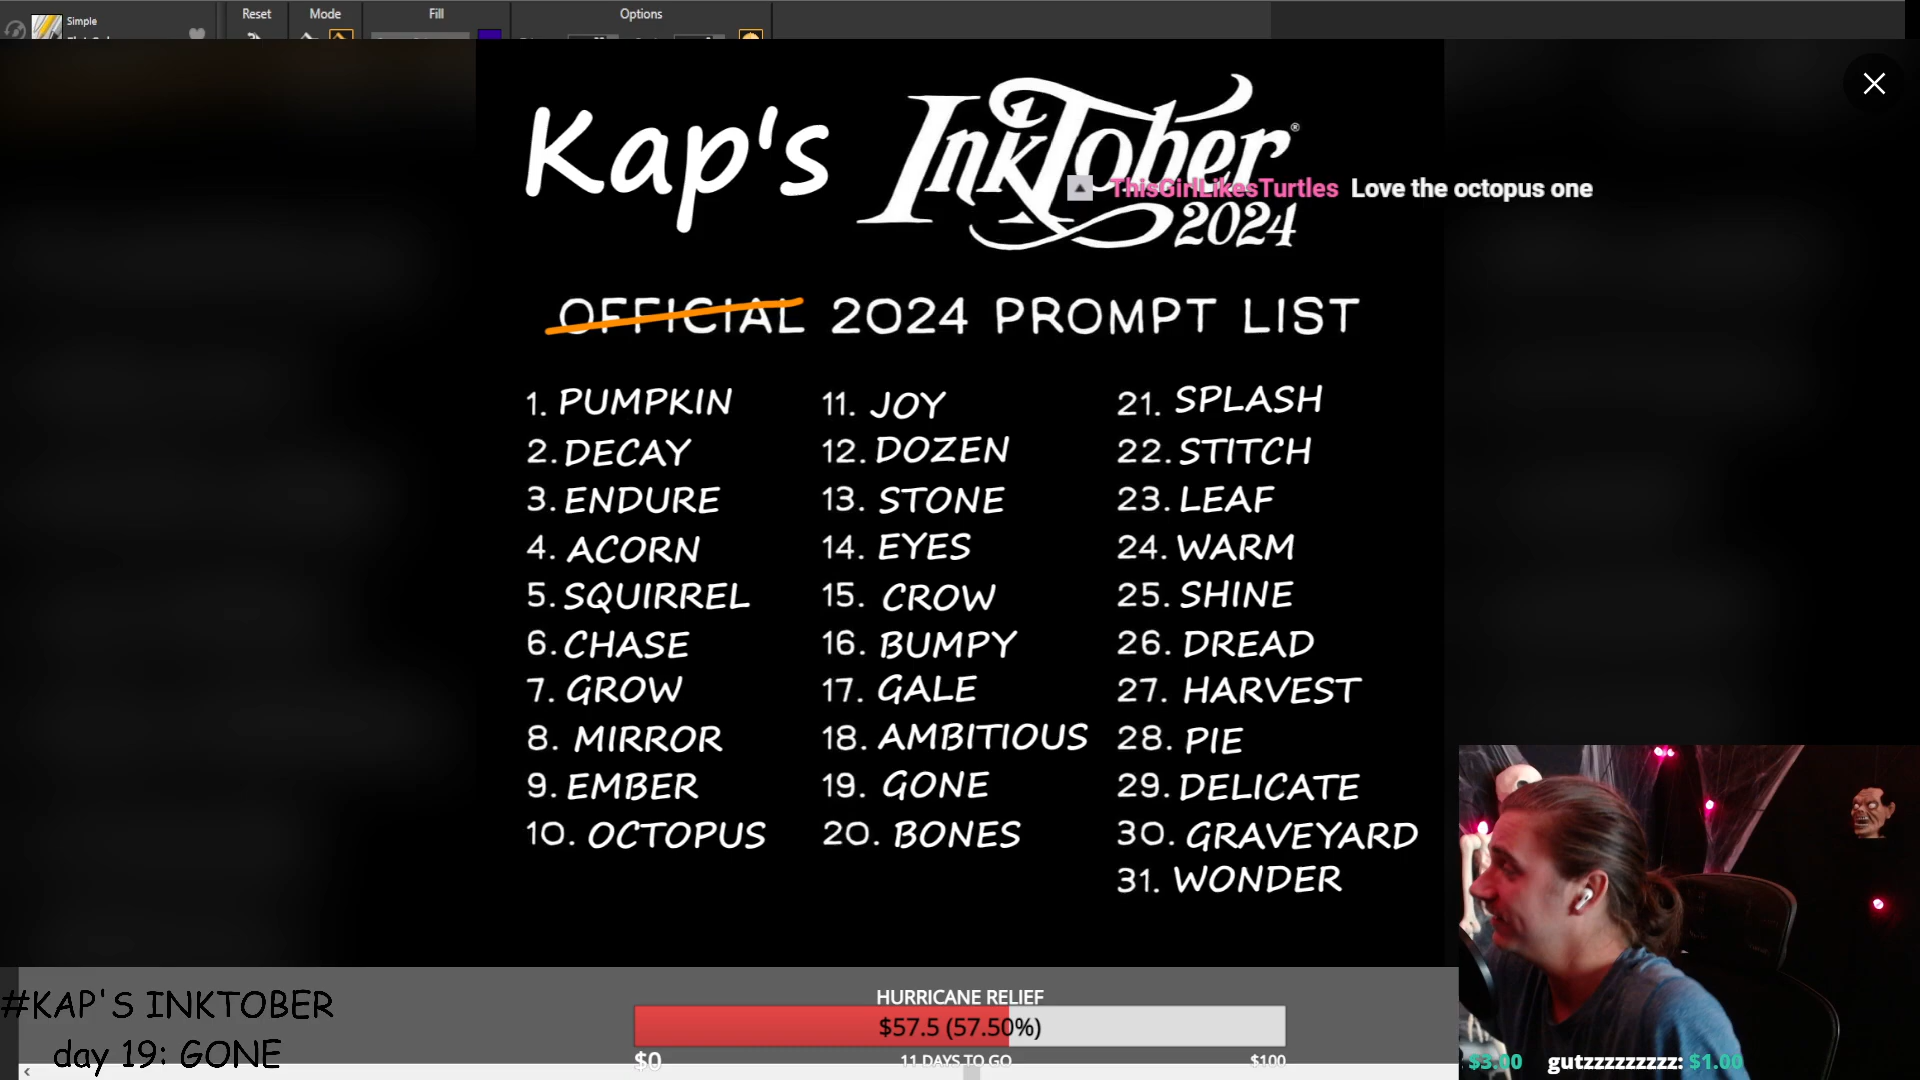 Simple
Reset
Mode
Fill
Options
Kap's InkTober®
2024
ThisGirlLikesTurtles Love the octopus one
OFFICIAL 2024 PROMPT LIST
1. PUMPKIN
2. DECAY
3. ENDURE
4. ACORN
5. SQUIRREL
6. CHASE
7. GROW
8. MIRROR
9. EMBER
10. OCTOPUS
11. JOY
12. DOZEN
13. STONE
14. EYES
15. CROW
16. BUMPY
17. GALE
18. AMBITIOUS
19. GONE
20. BONES
21. SPLASH
22. STITCH
23. LEAF
24. WARM
25. SHINE
26. DREAD
27. HARVEST
28. PIE
29. DELICATE
30. GRAVEYARD
31. WONDER
#KAP'S INKTOBER
day 19: GONE
HURRICANE RELIEF
$57.5 (57.50%)
$0
11 DAYS TO GO
$100
$3.00 gutzzzzzzzzz: $1.00